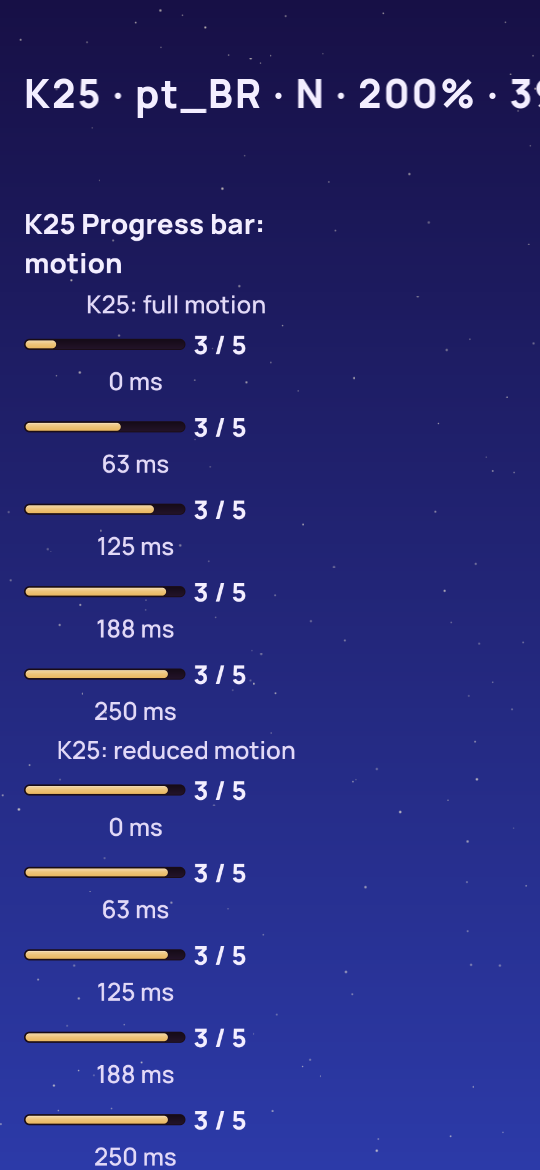 K25 · pt_BR · N · 200% ·
K25 Progress bar:
motion
K25: full motion
3 / 5
0 ms
3 / 5
63 ms
3 / 5
125 ms
3 / 5
188 ms
3 / 5
250 ms
K25: reduced motion
3 / 5
0 ms
3 / 5
63 ms
3 / 5
125 ms
3 / 5
188 ms
3 / 5
250 ms